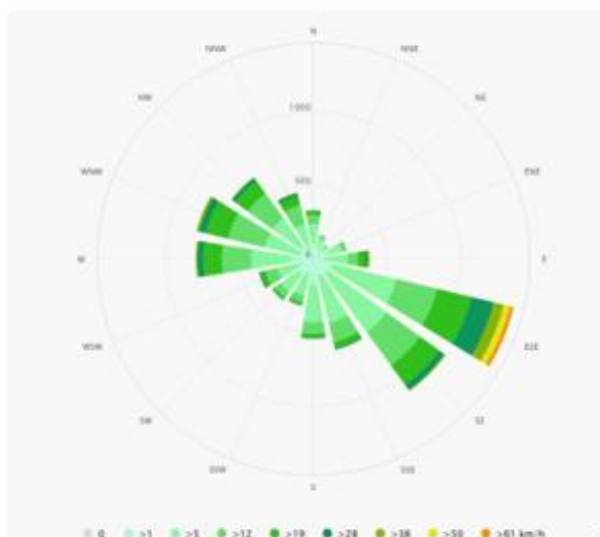 N
NNW NNE
NW NE
1000
WNW ENE
500
0
W E
WSW ESE
SW SE
SSW SSE
S
0 >1 >5 >12 >19 >28 >38 >50 >61 km/h